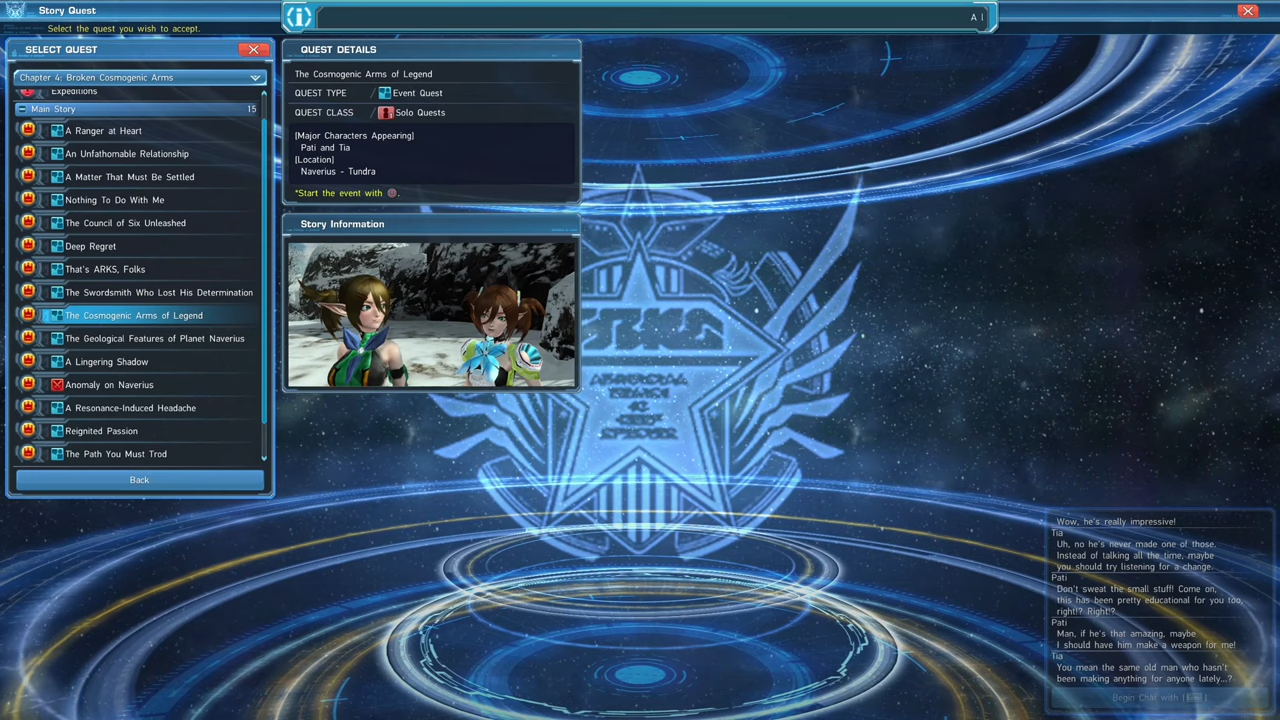 Story Quest
Select the quest you wish to accept.
A l
SELECT QUEST
Chapter 4: Broken Cosmogenic Arms
Expeditions
Main Story 15
A Ranger at Heart
An Unfathomable Relationship
A Matter That Must Be Settled
Nothing To Do With Me
The Council of Six Unleashed
Deep Regret
That's ARKS, Folks
The Swordsmith Who Lost His Determination
The Cosmogenic Arms of Legend
The Geological Features of Planet Naverius
A Lingering Shadow
Anomaly on Naverius
A Resonance-Induced Headache
Reignited Passion
The Path You Must Trod
Back
QUEST DETAILS
The Cosmogenic Arms of Legend
QUEST TYPE / Event Quest
QUEST CLASS / Solo Quests
[Major Characters Appearing]
Pati and Tia
[Location]
Naverius - Tundra
*Start the event with .
Story Information
Wow, he's really impressive!
Tia
Uh, no he's never made one of those.
Instead of talking all the time, maybe
you should try listening for a change.
Pati
Don't sweat the small stuff! Come on,
this has been pretty educational for you too,
right!? Right!?
Pati
Man, if he's that amazing, maybe
I should have him make a weapon for me!
Tia
You mean the same old man who hasn't
been making anything for anyone lately...?
Begin Chat with [Enter]